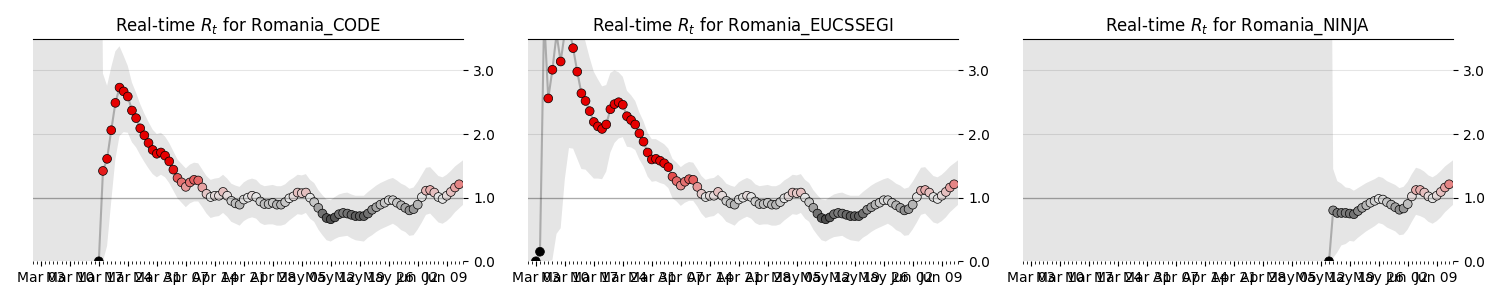 Real-time Rt for Romania_CODE
3.0
2.0
1.0
0.0
Mar 03 Mar 10 Mar 17 Mar 24 Mar 31 Apr 07 Apr 14 Apr 21 Apr 28 May 05 May 12 May 19 May 26 Jun 02 Jun 09
Real-time Rt for Romania_EUCSSEGI
3.0
2.0
1.0
0.0
Mar 03 Mar 10 Mar 17 Mar 24 Mar 31 Apr 07 Apr 14 Apr 21 Apr 28 May 05 May 12 May 19 May 26 Jun 02 Jun 09
Real-time Rt for Romania_NINJA
3.0
2.0
1.0
0.0
Mar 03 Mar 10 Mar 17 Mar 24 Mar 31 Apr 07 Apr 14 Apr 21 Apr 28 May 05 May 12 May 19 May 26 Jun 02 Jun 09